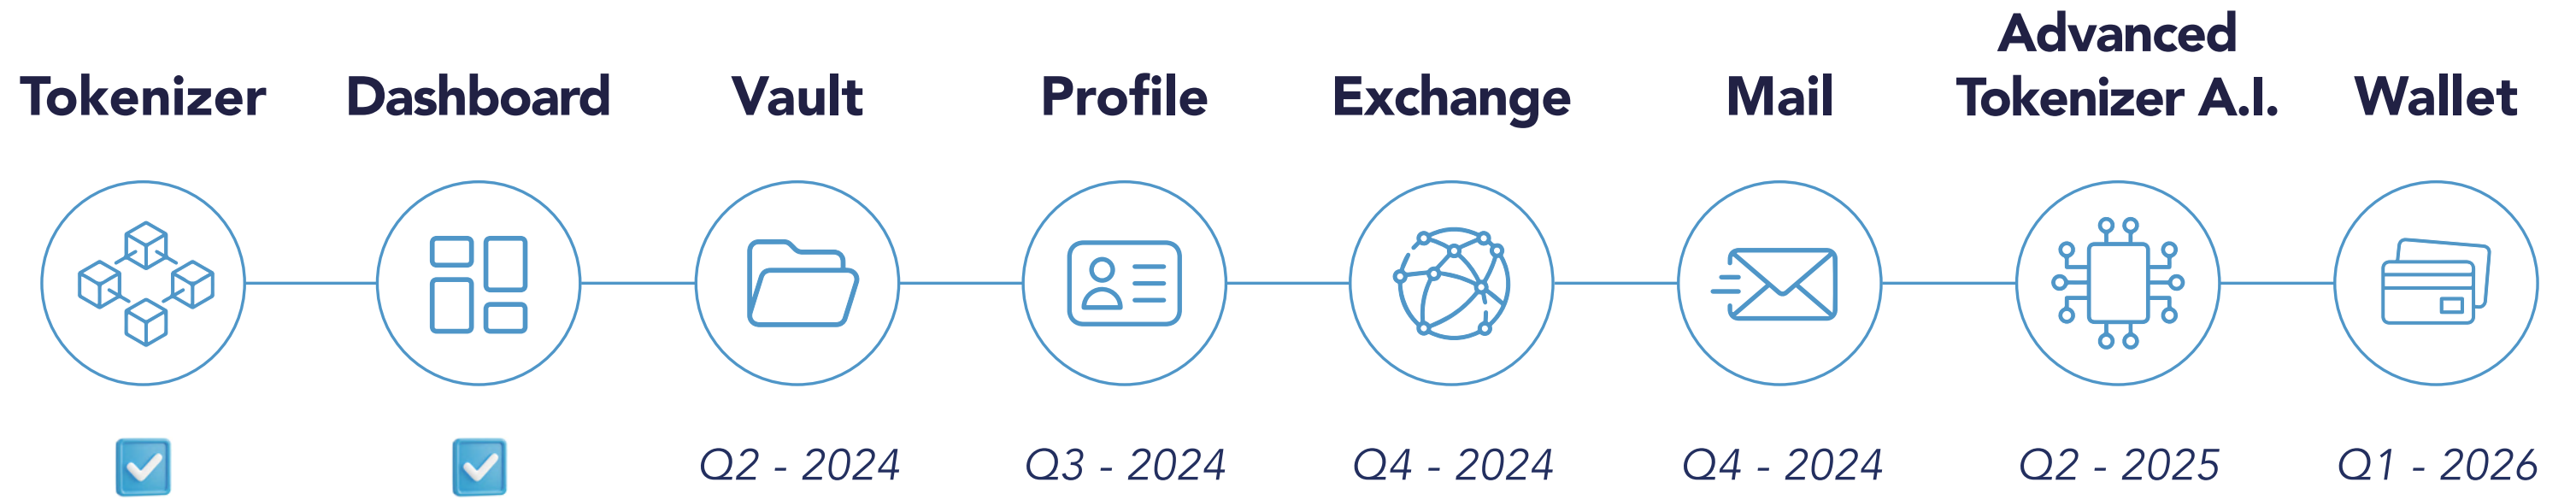 Tokenizer
Dashboard
Vault
Profile
Exchange
Mail
Advanced
Tokenizer A.I.
Wallet
Q2 - 2024
Q3 - 2024
Q4 - 2024
Q4 - 2024
Q2 - 2025
Q1 - 2026